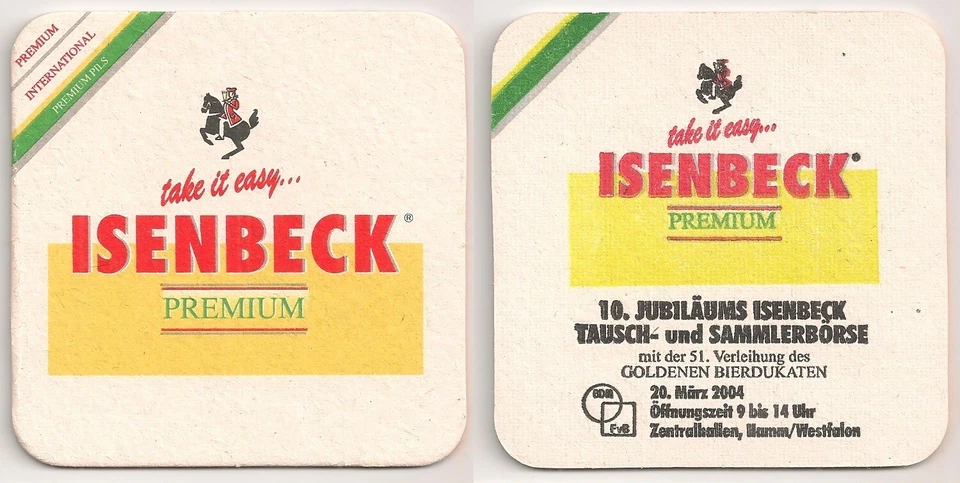 PREMIUM
INTERNATIONAL
PREMIUM PILS
take it easy...
ISENBECK®
PREMIUM
take it easy...
ISENBECK®
PREMIUM
10. JUBILÄUMS ISENBECK
TAUSCH- und SAMMLERBÖRSE
mit der 51. Verleihung des
GOLDENEN BIERDUKATEN
20. März 2004
Öffnungszeit 9 bis 14 Uhr
FvB
Zentralhallen, Hamm/Westfalen